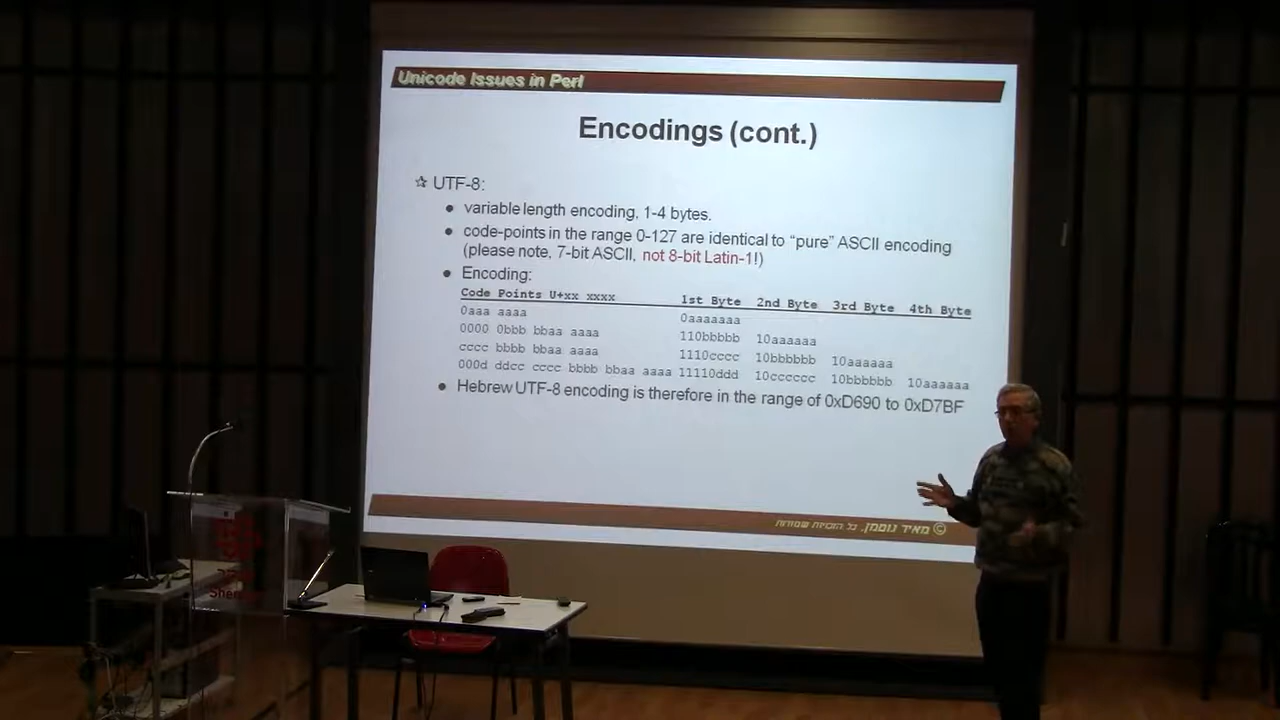 Unicode Issues in Perl
Encodings (cont.)
UTF-8:
variable length encoding, 1-4 bytes.
code-points in the range 0-127 are identical to “pure” ASCII encoding
(please note, 7-bit ASCII, not 8-bit Latin-1!)
Encoding:
Code Points U+xx xxxx 1st Byte 2nd Byte 3rd Byte 4th Byte
0aaa aaaa 0aaaaaaa
0000 0bbb bbaa aaaa 110bbbbb 10aaaaaa
cccc bbbb bbaa aaaa 1110cccc 10bbbbbb 10aaaaaa
000d ddcc cccc bbbb bbaa aaaa 11110ddd 10cccccc 10bbbbbb 10aaaaaa
Hebrew UTF-8 encoding is therefore in the range of 0xD690 to 0xD7BF
© מאיר גוטמן. כל הזכויות שמורות